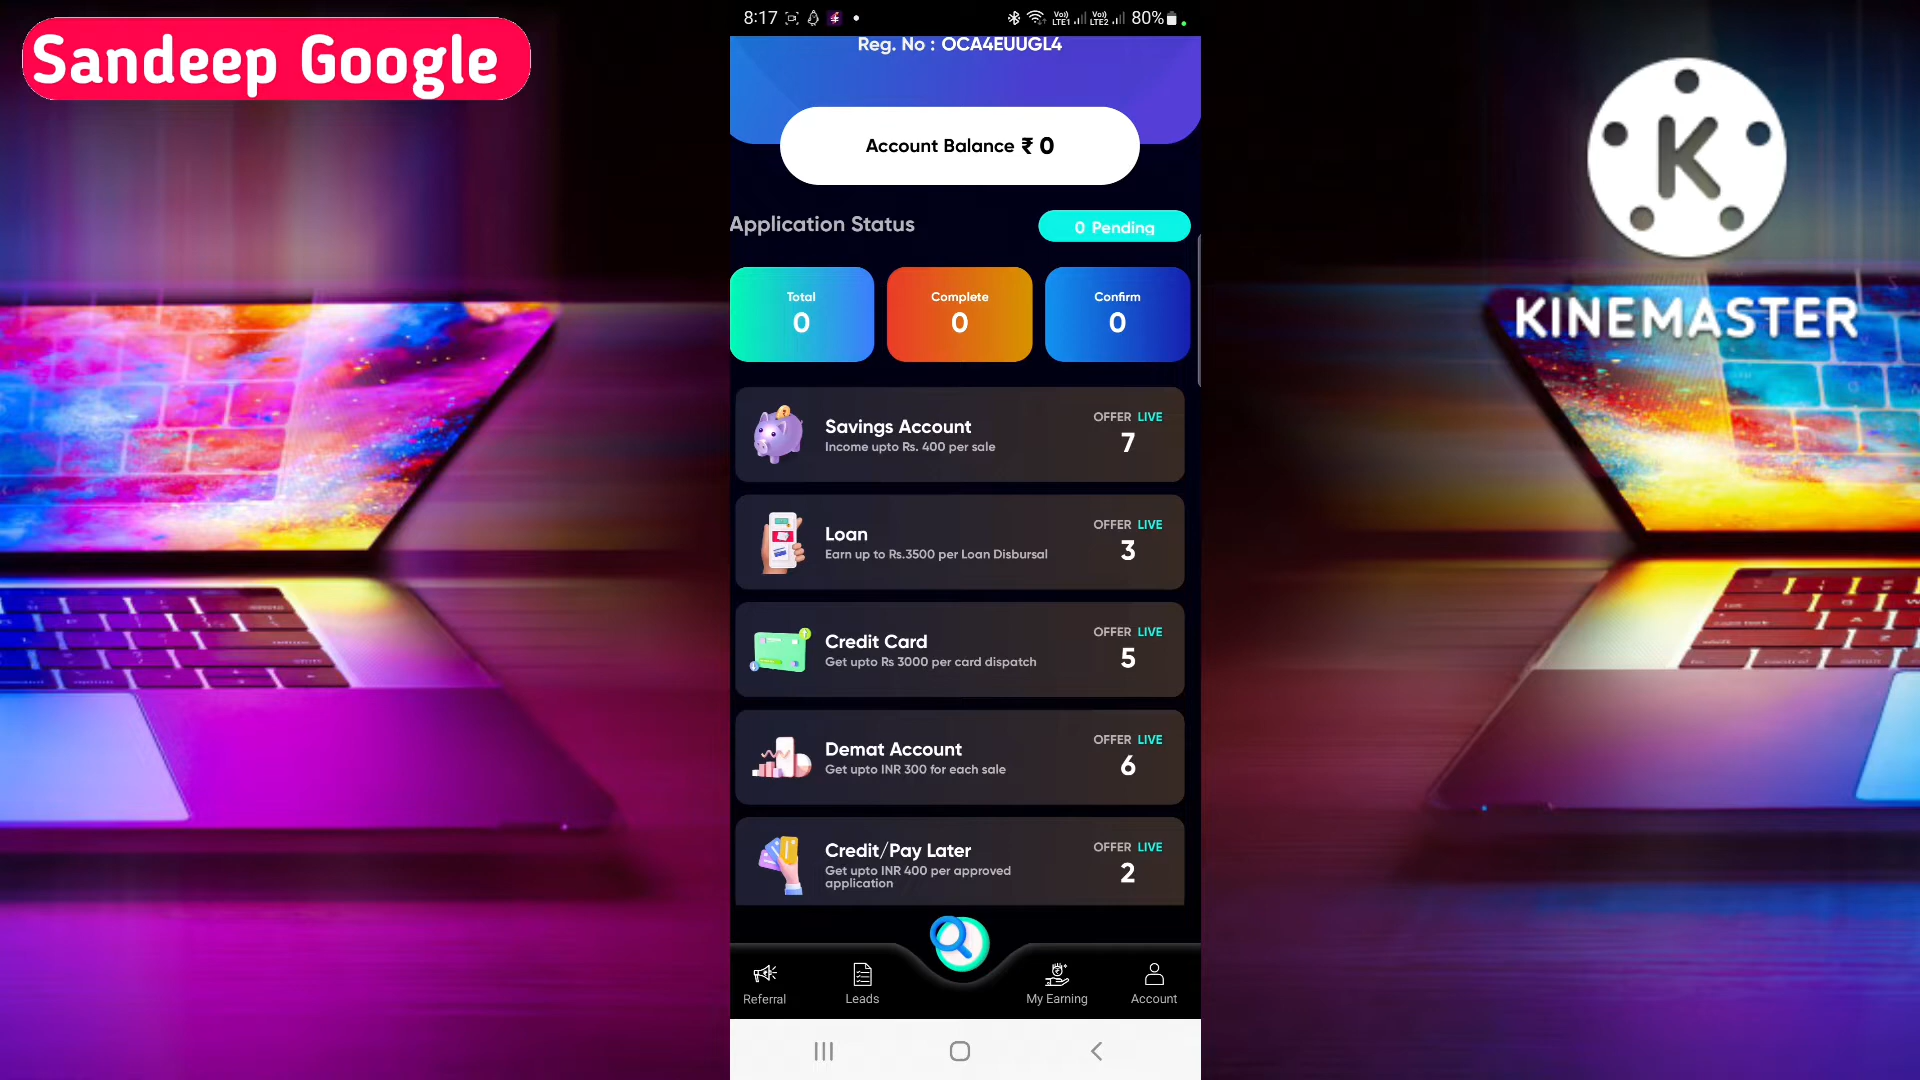 Sandeep Google
8:17
Vo))
LTE1
Vo))
LTE2
80%
Reg. No : OCA4EUUGL4
Account Balance ₹ 0
Application Status
0 Pending
Total
0
Complete
0
Confirm
0
Savings Account
Income upto Rs. 400 per sale
OFFER LIVE
7
Loan
Earn up to Rs.3500 per Loan Disbursal
OFFER LIVE
3
Credit Card
Get upto Rs 3000 per card dispatch
OFFER LIVE
5
Demat Account
Get upto INR 300 for each sale
OFFER LIVE
6
Credit/Pay Later
Get upto INR 400 per approved
application
OFFER LIVE
2
Referral
Leads
My Earning
Account
K
KINEMASTER